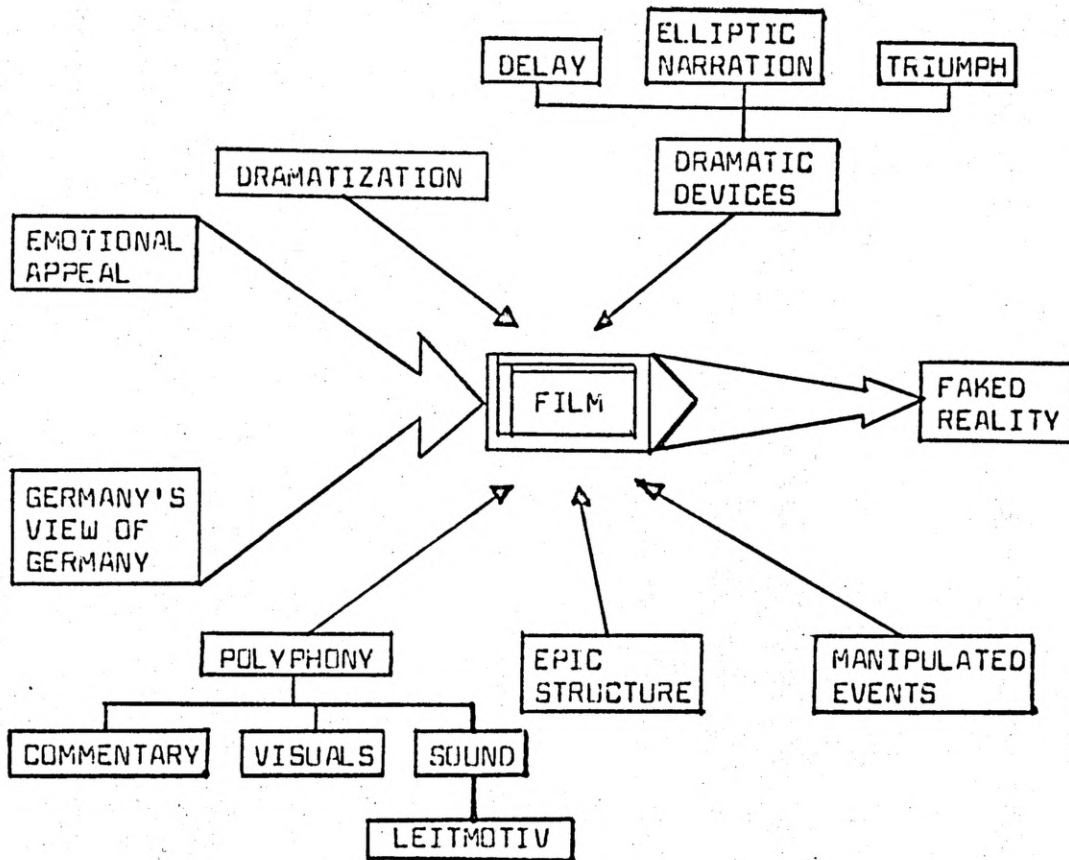 DELAY
ELLIPTIC
NARRATION
TRIUMPH
DRAMATIZATION
DRAMATIC
DEVICES
EMOTIONAL
APPEAL
FILM
FAKED
REALITY
GERMANY'S
VIEW OF
GERMANY
POLYPHONY
EPIC
STRUCTURE
MANIPULATED
EVENTS
COMMENTARY
VISUALS
SOUND
LEITMOTIV